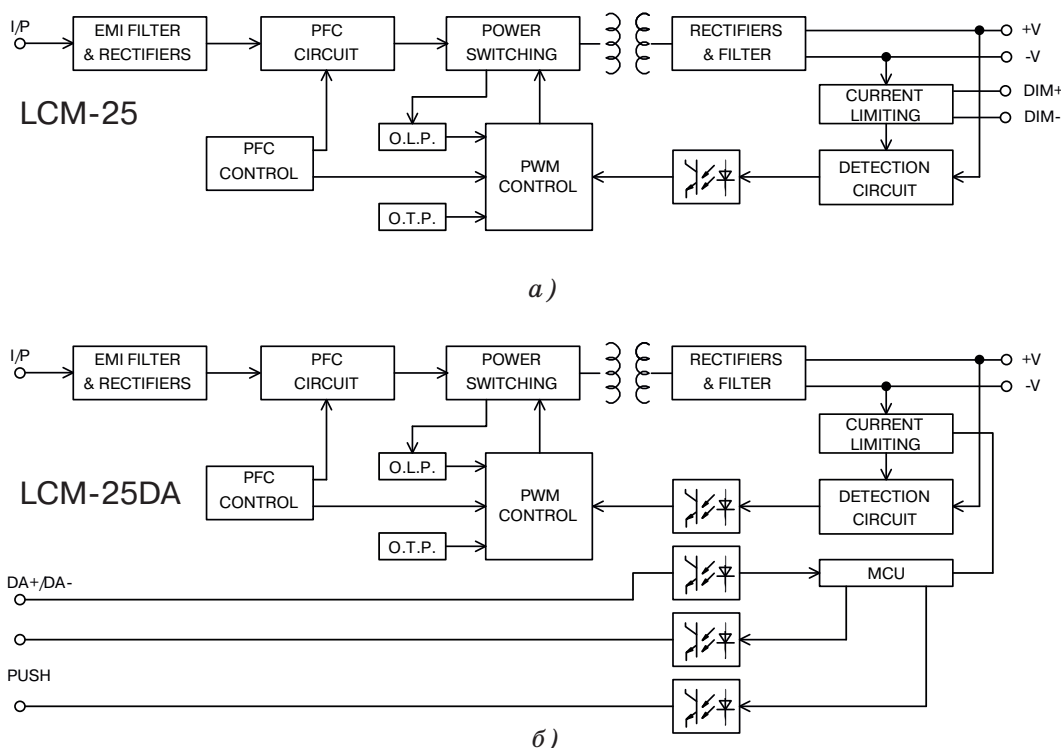 I/P
EMI FILTER
& RECTIFIERS
PFC
CIRCUIT
POWER
SWITCHING
RECTIFIERS
& FILTER
+V
-V
LCM-25
CURRENT
LIMITING
DIM+
DIM-
O.L.P.
PFC
CONTROL
PWM
CONTROL
DETECTION
CIRCUIT
O.T.P.
а)
I/P
EMI FILTER
& RECTIFIERS
PFC
CIRCUIT
POWER
SWITCHING
RECTIFIERS
& FILTER
+V
-V
CURRENT
LIMITING
LCM-25DA
O.L.P.
PFC
CONTROL
PWM
CONTROL
DETECTION
CIRCUIT
O.T.P.
DA+/DA-
MCU
PUSH
б)